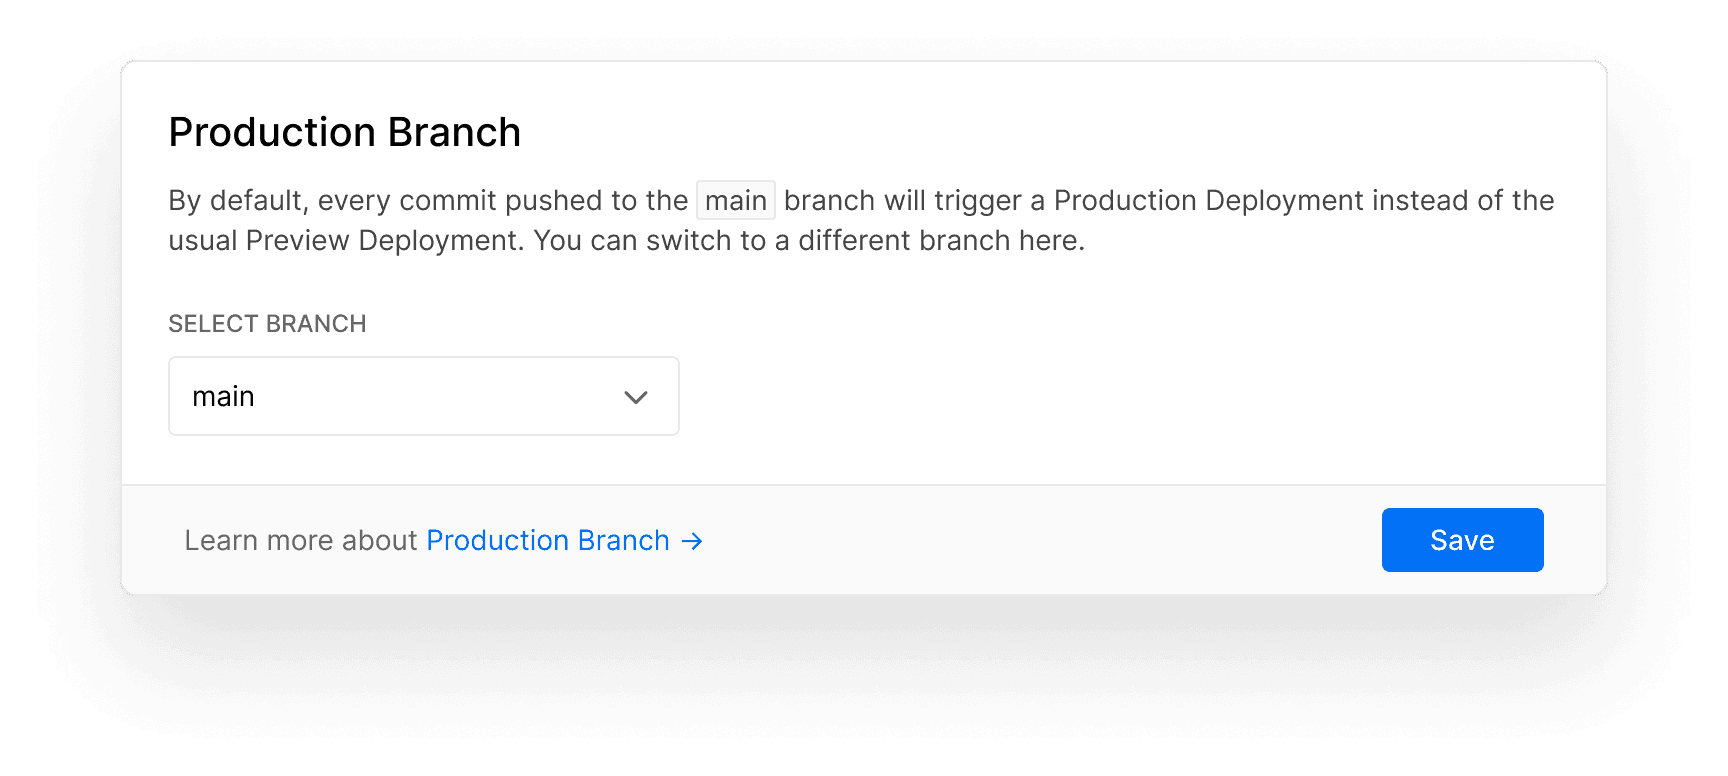 Production Branch
By default, every commit pushed to the main branch will trigger a Production Deployment instead of the
usual Preview Deployment. You can switch to a different branch here.
SELECT BRANCH
main
Learn more about Production Branch →
Save